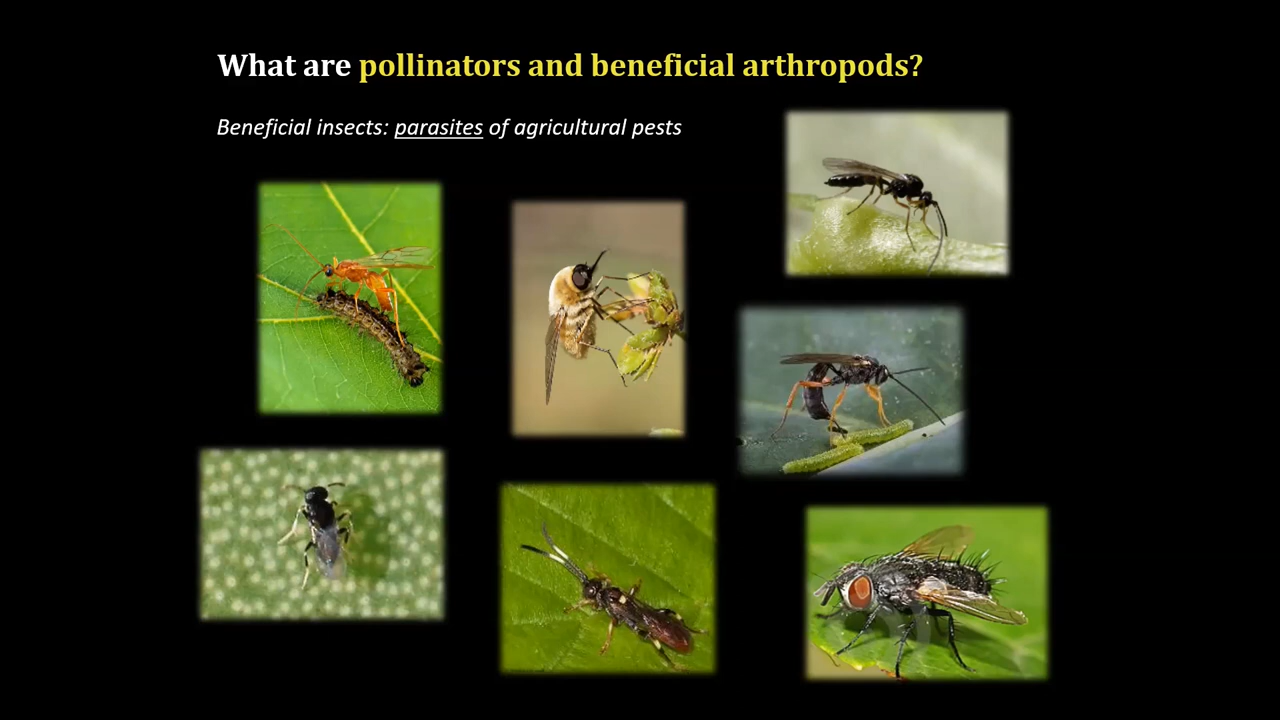 What are pollinators and beneficial arthropods?
Beneficial insects: parasites of agricultural pests